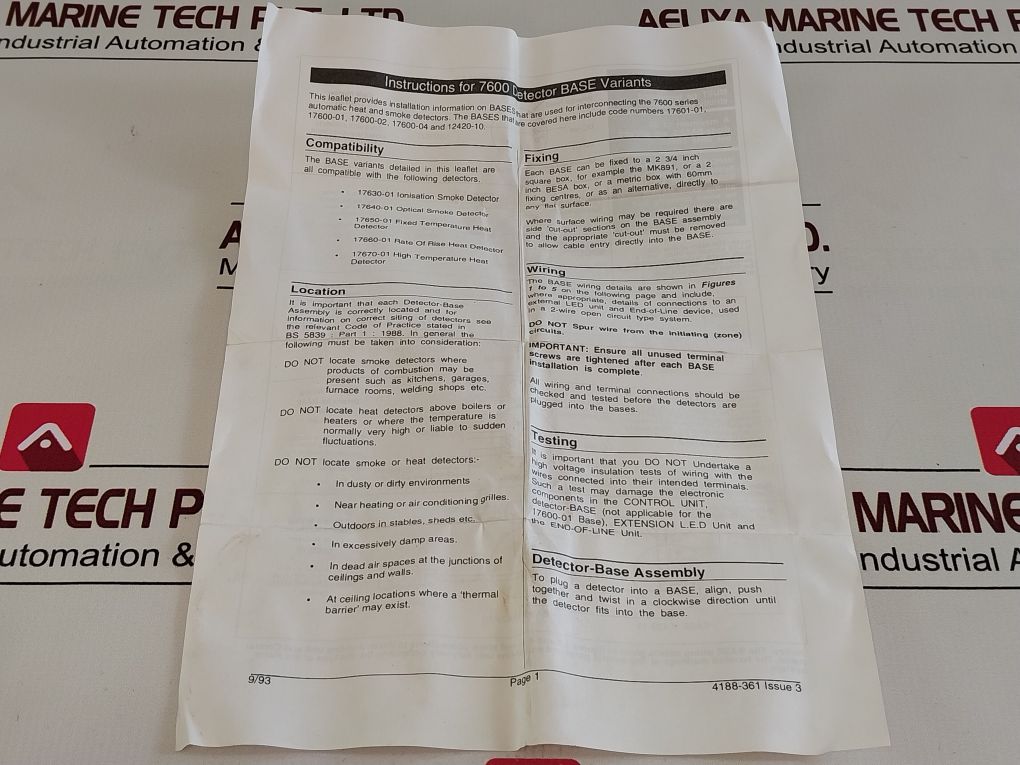 MARINE TECH PVT. LTD.
ndustrial Automation &
AELIYA MARINE TECH P
ndustrial Automation
Instructions for 7600 Detector BASE Variants
This leaflet provides installation information on BASES that are used for interconnecting the 7600 series
automatic heat and smoke detectors. The BASES that are covered here include code numbers 17601-01,
17600-01, 17600-02, 17600-04 and 12420-10.
Compatibility
The BASE variants detailed in this leaflet are
all compatible with the following detectors.
• 17630-01 Ionisation Smoke Detector
• 17640-01 Optical Smoke Detector
• 17650-01 Fixed Temperature Heat
Detector
• 17660-01 Rate Of Rise Heat Detector
• 17670-01 High Temperature Heat
Detector
Location
It is important that each Detector-Base
Assembly is correctly located and for
information on correct siting of detectors see
the relevant Code of Practice stated in
BS 5839 : Part 1 : 1988. In general the
following must be taken into consideration:
DO NOT locate smoke detectors where
products of combustion may be
present such as kitchens, garages,
furnace rooms, welding shops etc.
DO NOT locate heat detectors above boilers or
heaters or where the temperature is
normally very high or liable to sudden
fluctuations.
DO NOT locate smoke or heat detectors:-
• In dusty or dirty environments
• Near heating or air conditioning grilles.
• Outdoors in stables, sheds etc.
• In excessively damp areas.
• In dead air spaces at the junctions of
ceilings and walls.
• At ceiling locations where a 'thermal
barrier' may exist.
Fixing
Each BASE can be fixed to a 2 3/4 inch
square box, for example the MK891, or a 2
inch BESA box, or a metric box with 60mm
fixing centres, or as an alternative, directly to
any flat surface.
Where surface wiring may be required there are
side 'cut-out' sections on the BASE assembly
and the appropriate 'cut-out' must be removed
to allow cable entry directly into the BASE.
Wiring
The BASE wiring details are shown in Figures
1 to 5 on the following page and include,
where appropriate, details of connections to an
external LED unit and End-of-Line device, used
in a 2-wire open circuit type system.
DO NOT Spur wire from the initiating (zone)
circuits.
IMPORTANT: Ensure all unused terminal
screws are tightened after each BASE
installation is complete.
All wiring and terminal connections should be
checked and tested before the detectors are
plugged into the bases.
Testing
It is important that you DO NOT Undertake a
high voltage insulation tests of wiring with the
wires connected into their intended terminals.
Such a test may damage the electronic
components in the CONTROL UNIT,
detector-BASE (not applicable for the
17600-01 Base), EXTENSION L.E.D Unit and
the END-OF-LINE Unit.
Detector-Base Assembly
To plug a detector into a BASE, align, push
together and twist in a clockwise direction until
the detector fits into the base.
9/93
Page 1
4188-361 Issue 3
A
M
D.
ry
E TECH P
utomation &
MARINE
ndustrial A